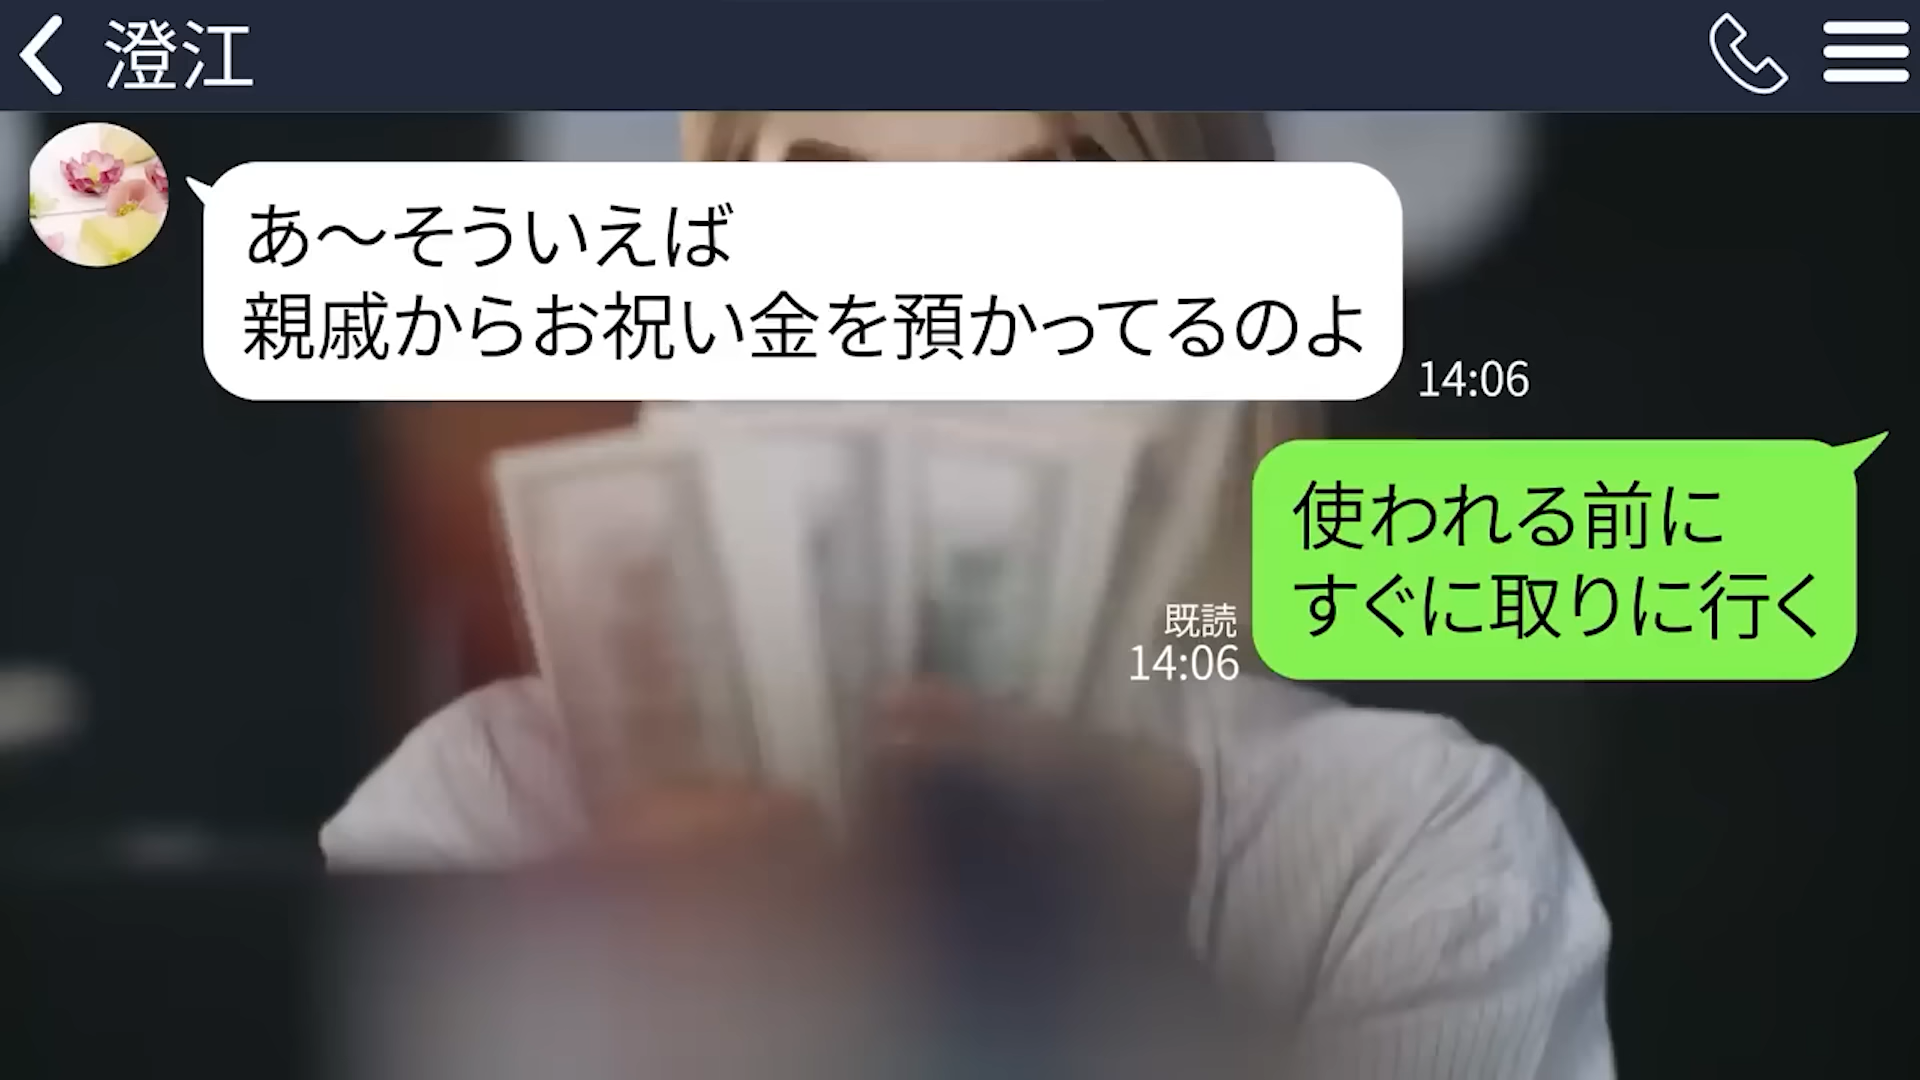 澄江
あ～そういえば
親戚からお祝い金を預かってるのよ
14:06
使われる前に
すぐに取りに行く
既読
14:06